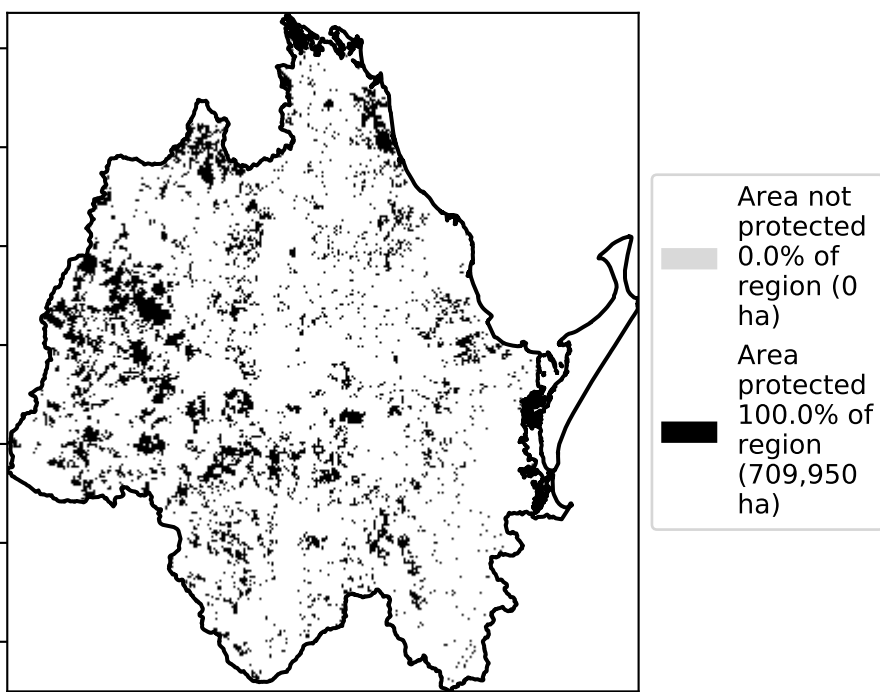 Area not
protected
0.0% of
region (0
ha)
Area
protected
100.0% of
region
(709,950
ha)